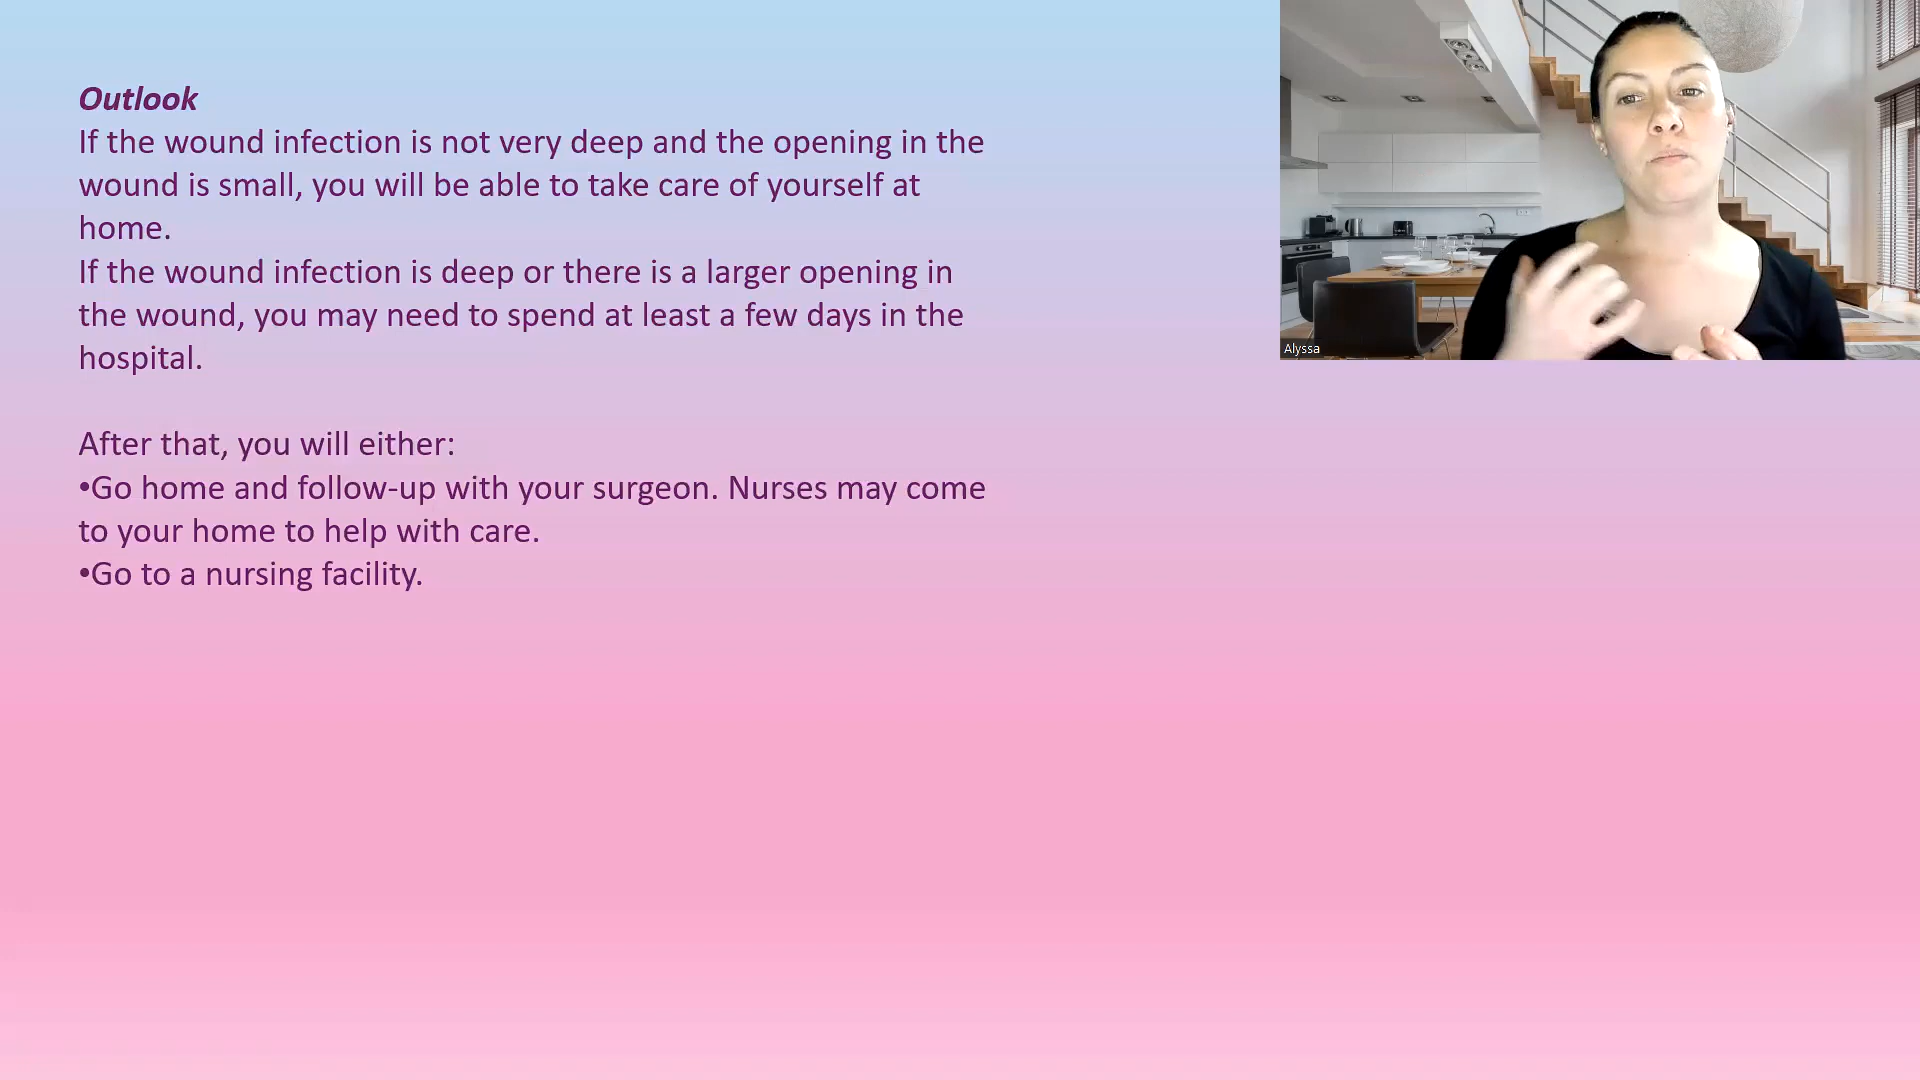 Outlook
If the wound infection is not very deep and the opening in the
wound is small, you will be able to take care of yourself at
home.
If the wound infection is deep or there is a larger opening in
the wound, you may need to spend at least a few days in the
hospital.
After that, you will either:
•Go home and follow-up with your surgeon. Nurses may come
to your home to help with care.
•Go to a nursing facility.
Alyssa